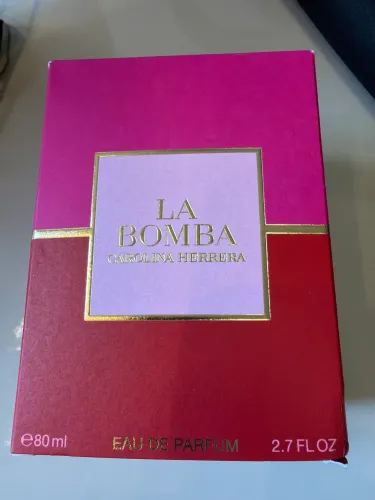 LA
BOMBA
CAROLINA HERRERA
℮80ml EAU DE PARFUM 2.7 FL OZ